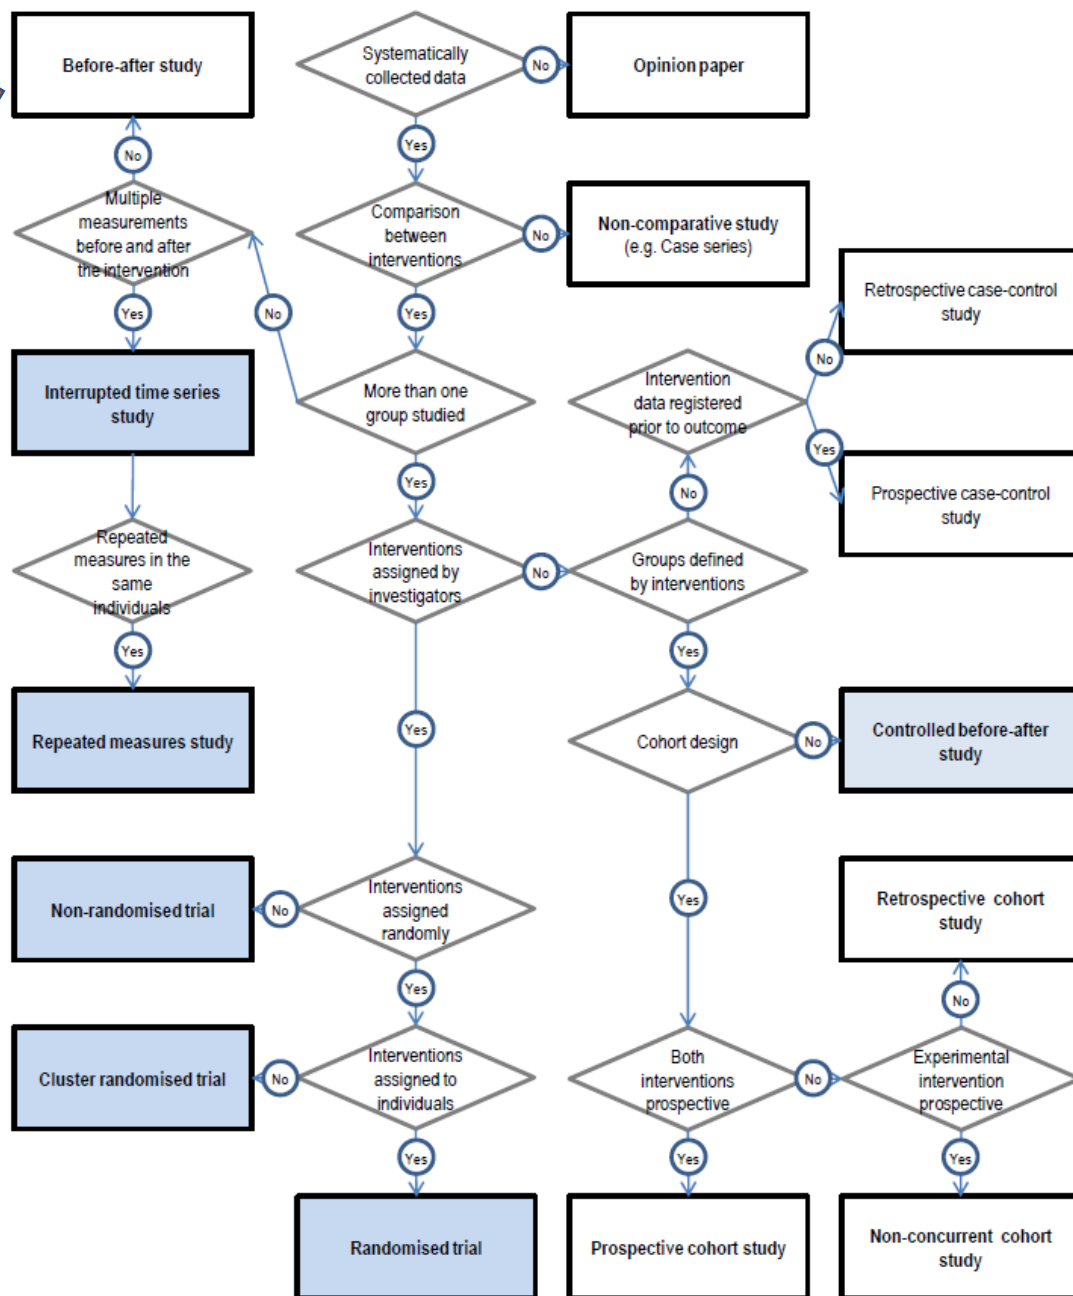 Before-after study
Systematically
collected data
No
Opinion paper
Yes
No
Multiple
measurements
before and after
the intervention
Comparison
between
interventions
No
Non-comparative study
(e.g. Case series)
Yes
No
Yes
Retrospective case-control
study
No
Interrupted time series
study
More than one
group studied
Intervention
data registered
prior to outcome
Yes
Prospective case-control
study
Yes
No
Repeated
measures in the
same
individuals
Interventions
assigned by
investigators
No
Groups defined
by interventions
Yes
Yes
Repeated measures study
Yes
Cohort design
No
Controlled before-after
study
Non-randomised trial
No
Interventions
assigned
randomly
Yes
Retrospective cohort
study
Yes
No
Cluster randomised trial
No
Interventions
assigned to
individuals
Both
interventions
prospective
No
Experimental
intervention
prospective
Yes
Yes
Yes
Randomised trial
Prospective cohort study
Non-concurrent cohort
study